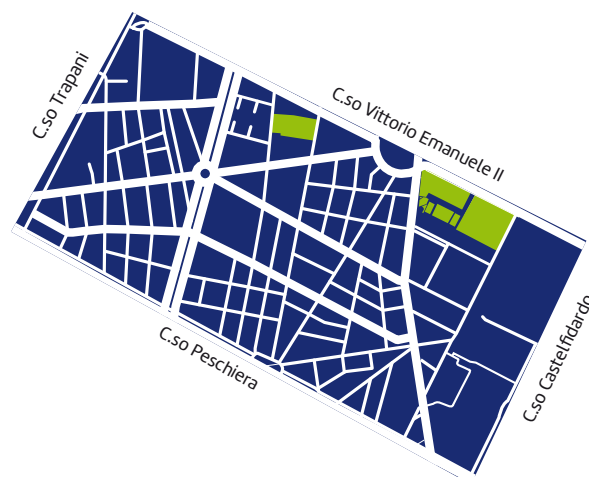 C.so Trapani
C.so Vittorio Emanuele II
C.so Peschiera
C.so Castelfidardo